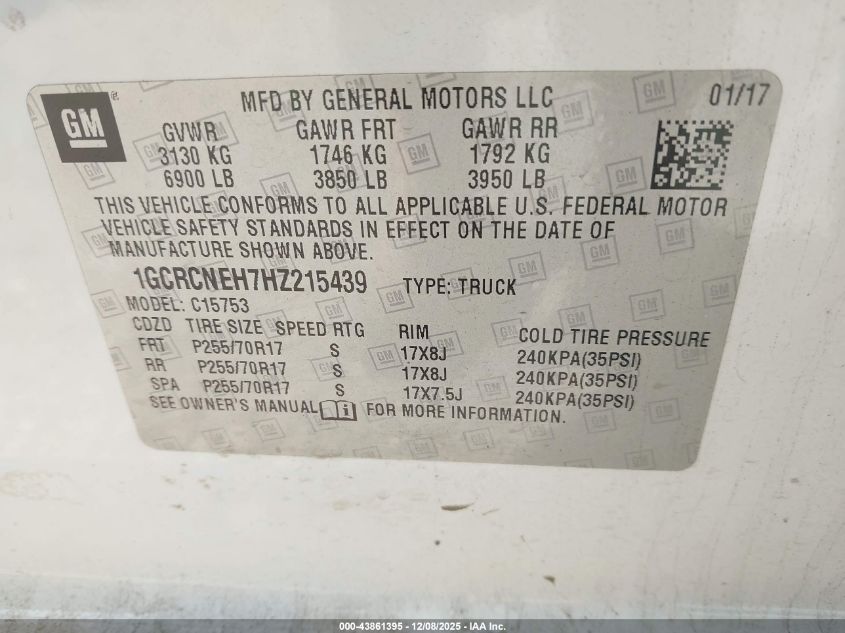 GM
MFD BY GENERAL MOTORS LLC 01/17
GVWR GAWR FRT GAWR RR
3130 KG 1746 KG 1792 KG
6900 LB 3850 LB 3950 LB
THIS VEHICLE CONFORMS TO ALL APPLICABLE U.S. FEDERAL MOTOR
VEHICLE SAFETY STANDARDS IN EFFECT ON THE DATE OF
MANUFACTURE SHOWN ABOVE.
1GCRCNEH7HZ215439 TYPE: TRUCK
MODEL: C15753
CDZD TIRE SIZE SPEED RTG RIM COLD TIRE PRESSURE
FRT P255/70R17 S 17X8J 240KPA(35PSI)
RR P255/70R17 S 17X8J 240KPA(35PSI)
SPA P255/70R17 S 17X7.5J 240KPA(35PSI)
SEE OWNER'S MANUAL FOR MORE INFORMATION.
000-43861395 - 12/08/2025 - IAA Inc.